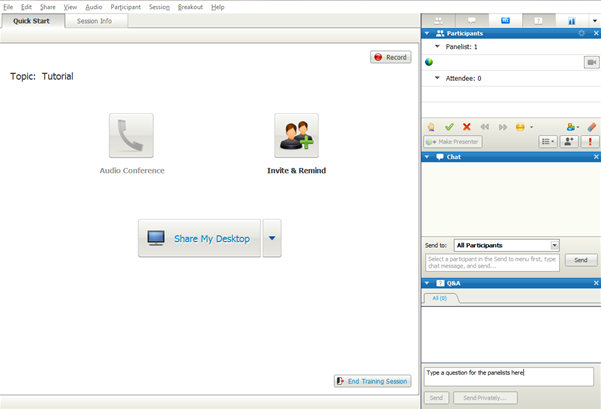 File Edit Share View Audio Participant Session Breakout Help
Quick Start Session Info
Record
Topic: Tutorial
Audio Conference Invite & Remind
Share My Desktop
End Training Session
Participants
Panelist: 1
Attendee: 0
Make Presenter
Chat
Send to: All Participants
Select a participant in the Send to menu first, type
chat message, and send...
Send
Q&A
All (0)
Type a question for the panelists here
Send Send Privately...